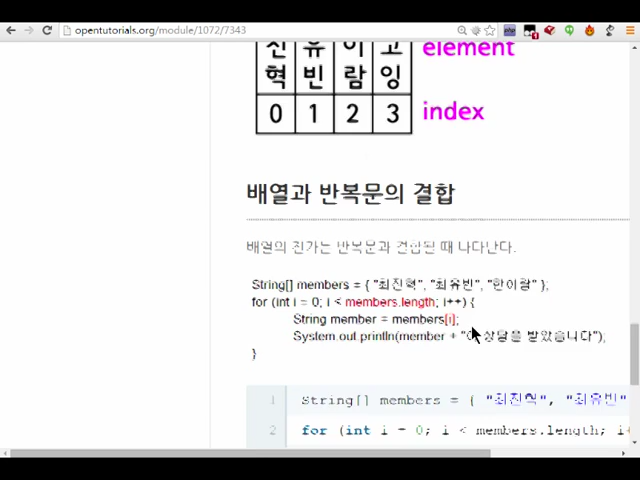 opentutorials.org/module/1072/7343
진 유 이 고
혁 빈 람 잉
element
0 1 2 3
index
배열과 반복문의 결합
배열의 진가는 반복문과 결합될 때 나타난다.
String[] members = { "최진혁", "최유빈", "한이람" };
for (int i = 0; i < members.length; i++) {
String member = members[i];
System.out.println(member + "이 상담을 받았습니다");
}
1 String[] members = { "최진혁", "최유빈"
2 for (int i = 0; i < members.length; i